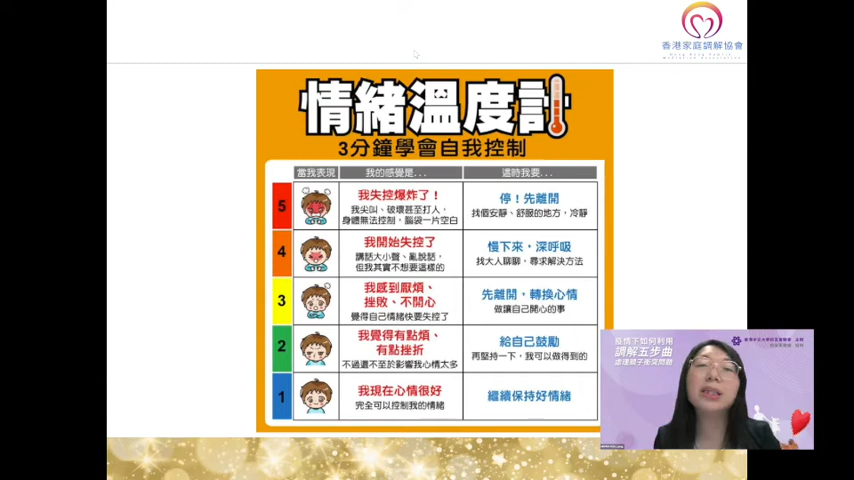 香港家庭調解協會
情緒溫度計
3分鐘學會自我控制
當我表現
我的感覺是...
這時我要...
5
我失控爆炸了！
我尖叫、破壞甚至打人，
身體無法控制，腦袋一片空白
停！先離開
找個安靜、舒服的地方，冷靜
4
我開始失控了
講話大小聲、亂說話，
但我其實不想要這樣的
慢下來，深呼吸
找大人聊聊，尋求解決方法
3
我感到厭煩、
挫敗、不開心
覺得自己情緒快要失控了
先離開，轉換心情
做讓自己開心的事
2
我覺得有點煩、
有點挫折
不過還不至於影響我心情太多
給自己鼓勵
再堅持一下，我可以做得到的
1
我現在心情很好
完全可以控制我的情緒
繼續保持好情緒
疫情下如何利用
調解五步曲
處理親子衝突問題